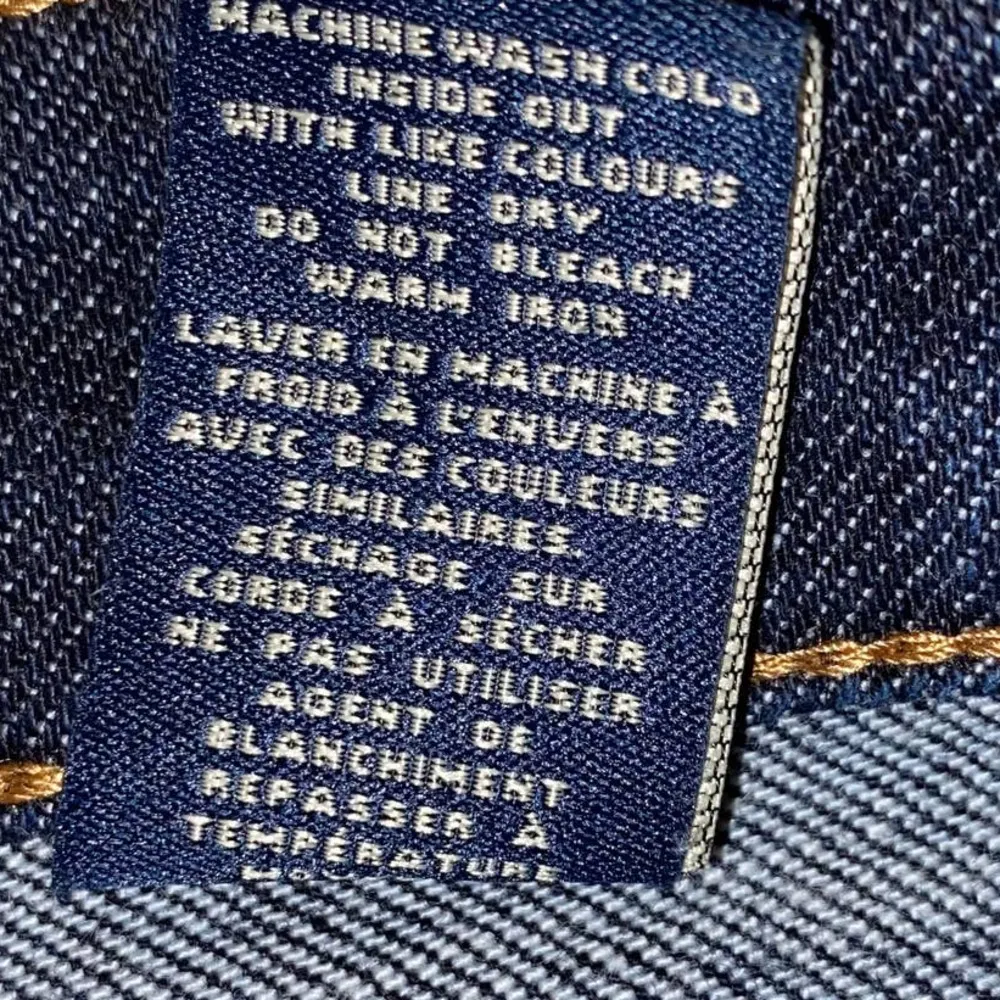 MACHINE WASH COLD
INSIDE OUT
WITH LIKE COLOURS
LINE DRY
DO NOT BLEACH
WARM IRON
LAVER EN MACHINE À
FROID À L'ENVERS
AVEC DES COULEURS
SIMILAIRES.
SÉCHAGE SUR
CORDE À SÉCHER
NE PAS UTILISER
AGENT DE
BLANCHIMENT
REPASSER À
TEMPÉRATURE